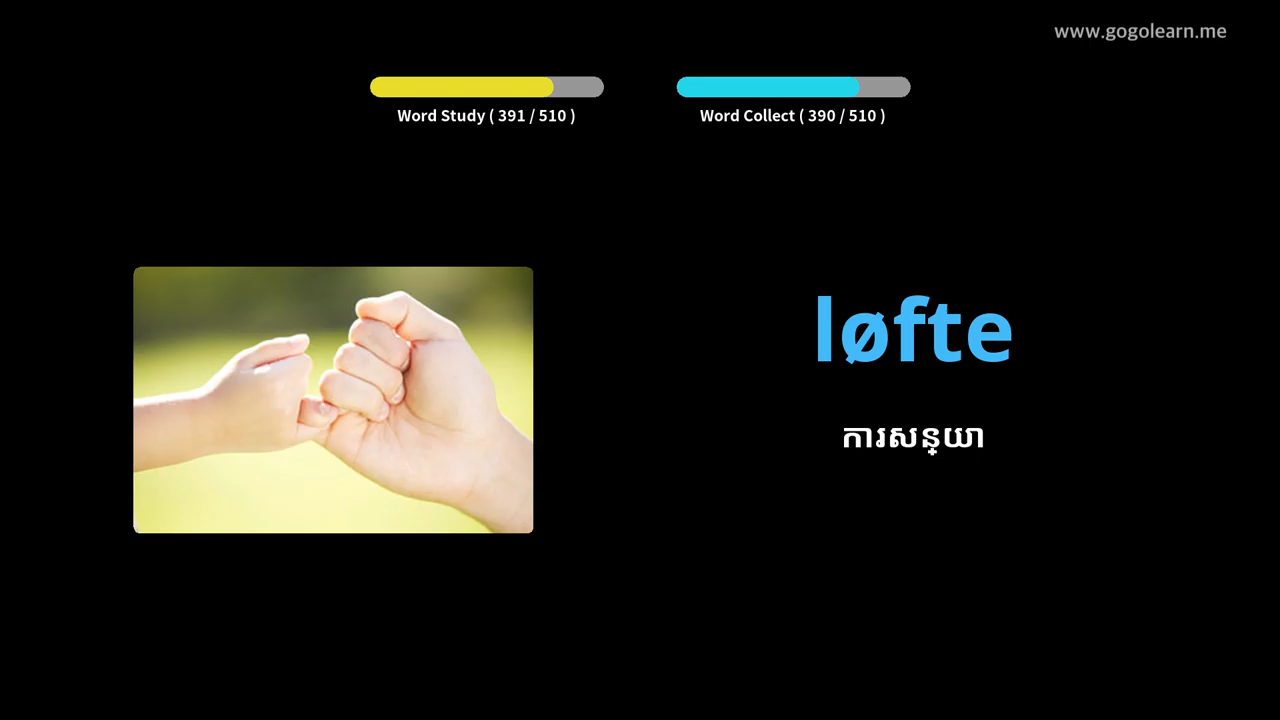 www.gogolearn.me
Word Study ( 391 / 510 )
Word Collect ( 390 / 510 )
løfte
ការសន្យា